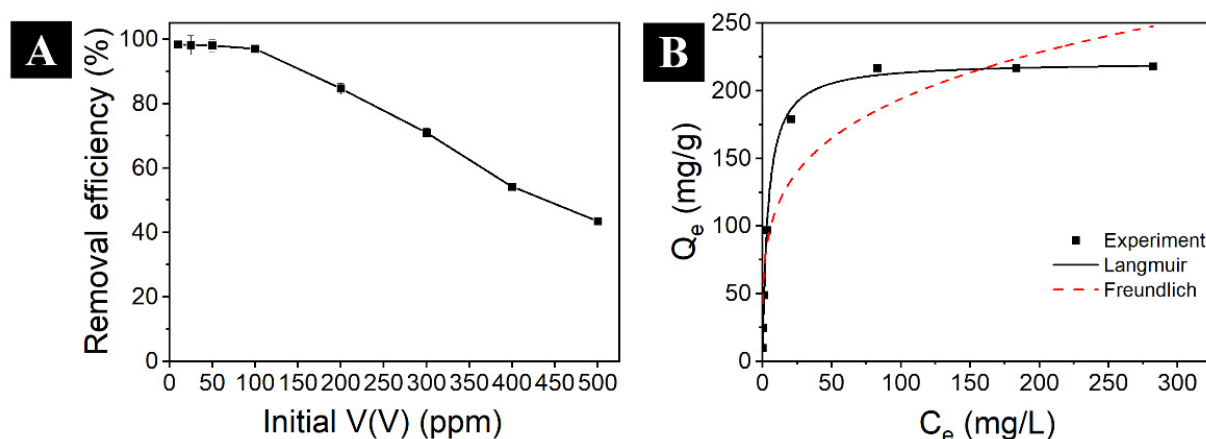 A
Removal efficiency (%)
100
80
60
40
20
0
0 50 100 150 200 250 300 350 400 450 500
Initial V(V) (ppm)
B
Qe (mg/g)
250
200
150
100
50
0
Experiment
Langmuir
Freundlich
0 50 100 150 200 250 300
Ce (mg/L)